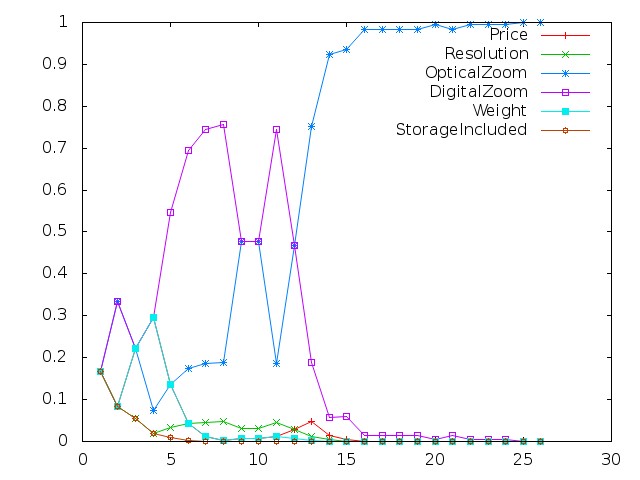 1
0.9
0.8
0.7
0.6
0.5
0.4
0.3
0.2
0.1
0
0 5 10 15 20 25 30
Price
Resolution
OpticalZoom
DigitalZoom
Weight
StorageIncluded